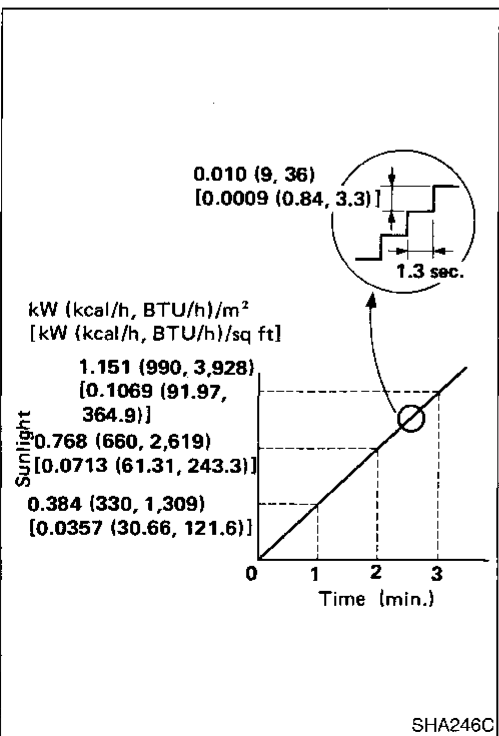 0.010 (9, 36)
[0.0009 (0.84, 3.3)]
1.3 sec.
kW (kcal/h, BTU/h)/m²
[kW (kcal/h, BTU/h)/sq ft]
1.151 (990, 3,928)
[0.1069 (91.97,
364.9)]
0.768 (660, 2,619)
[0.0713 (61.31, 243.3)]
0.384 (330, 1,309)
[0.0357 (30.66, 121.6)]
Sunlight
0 1 2 3
Time (min.)
SHA246C